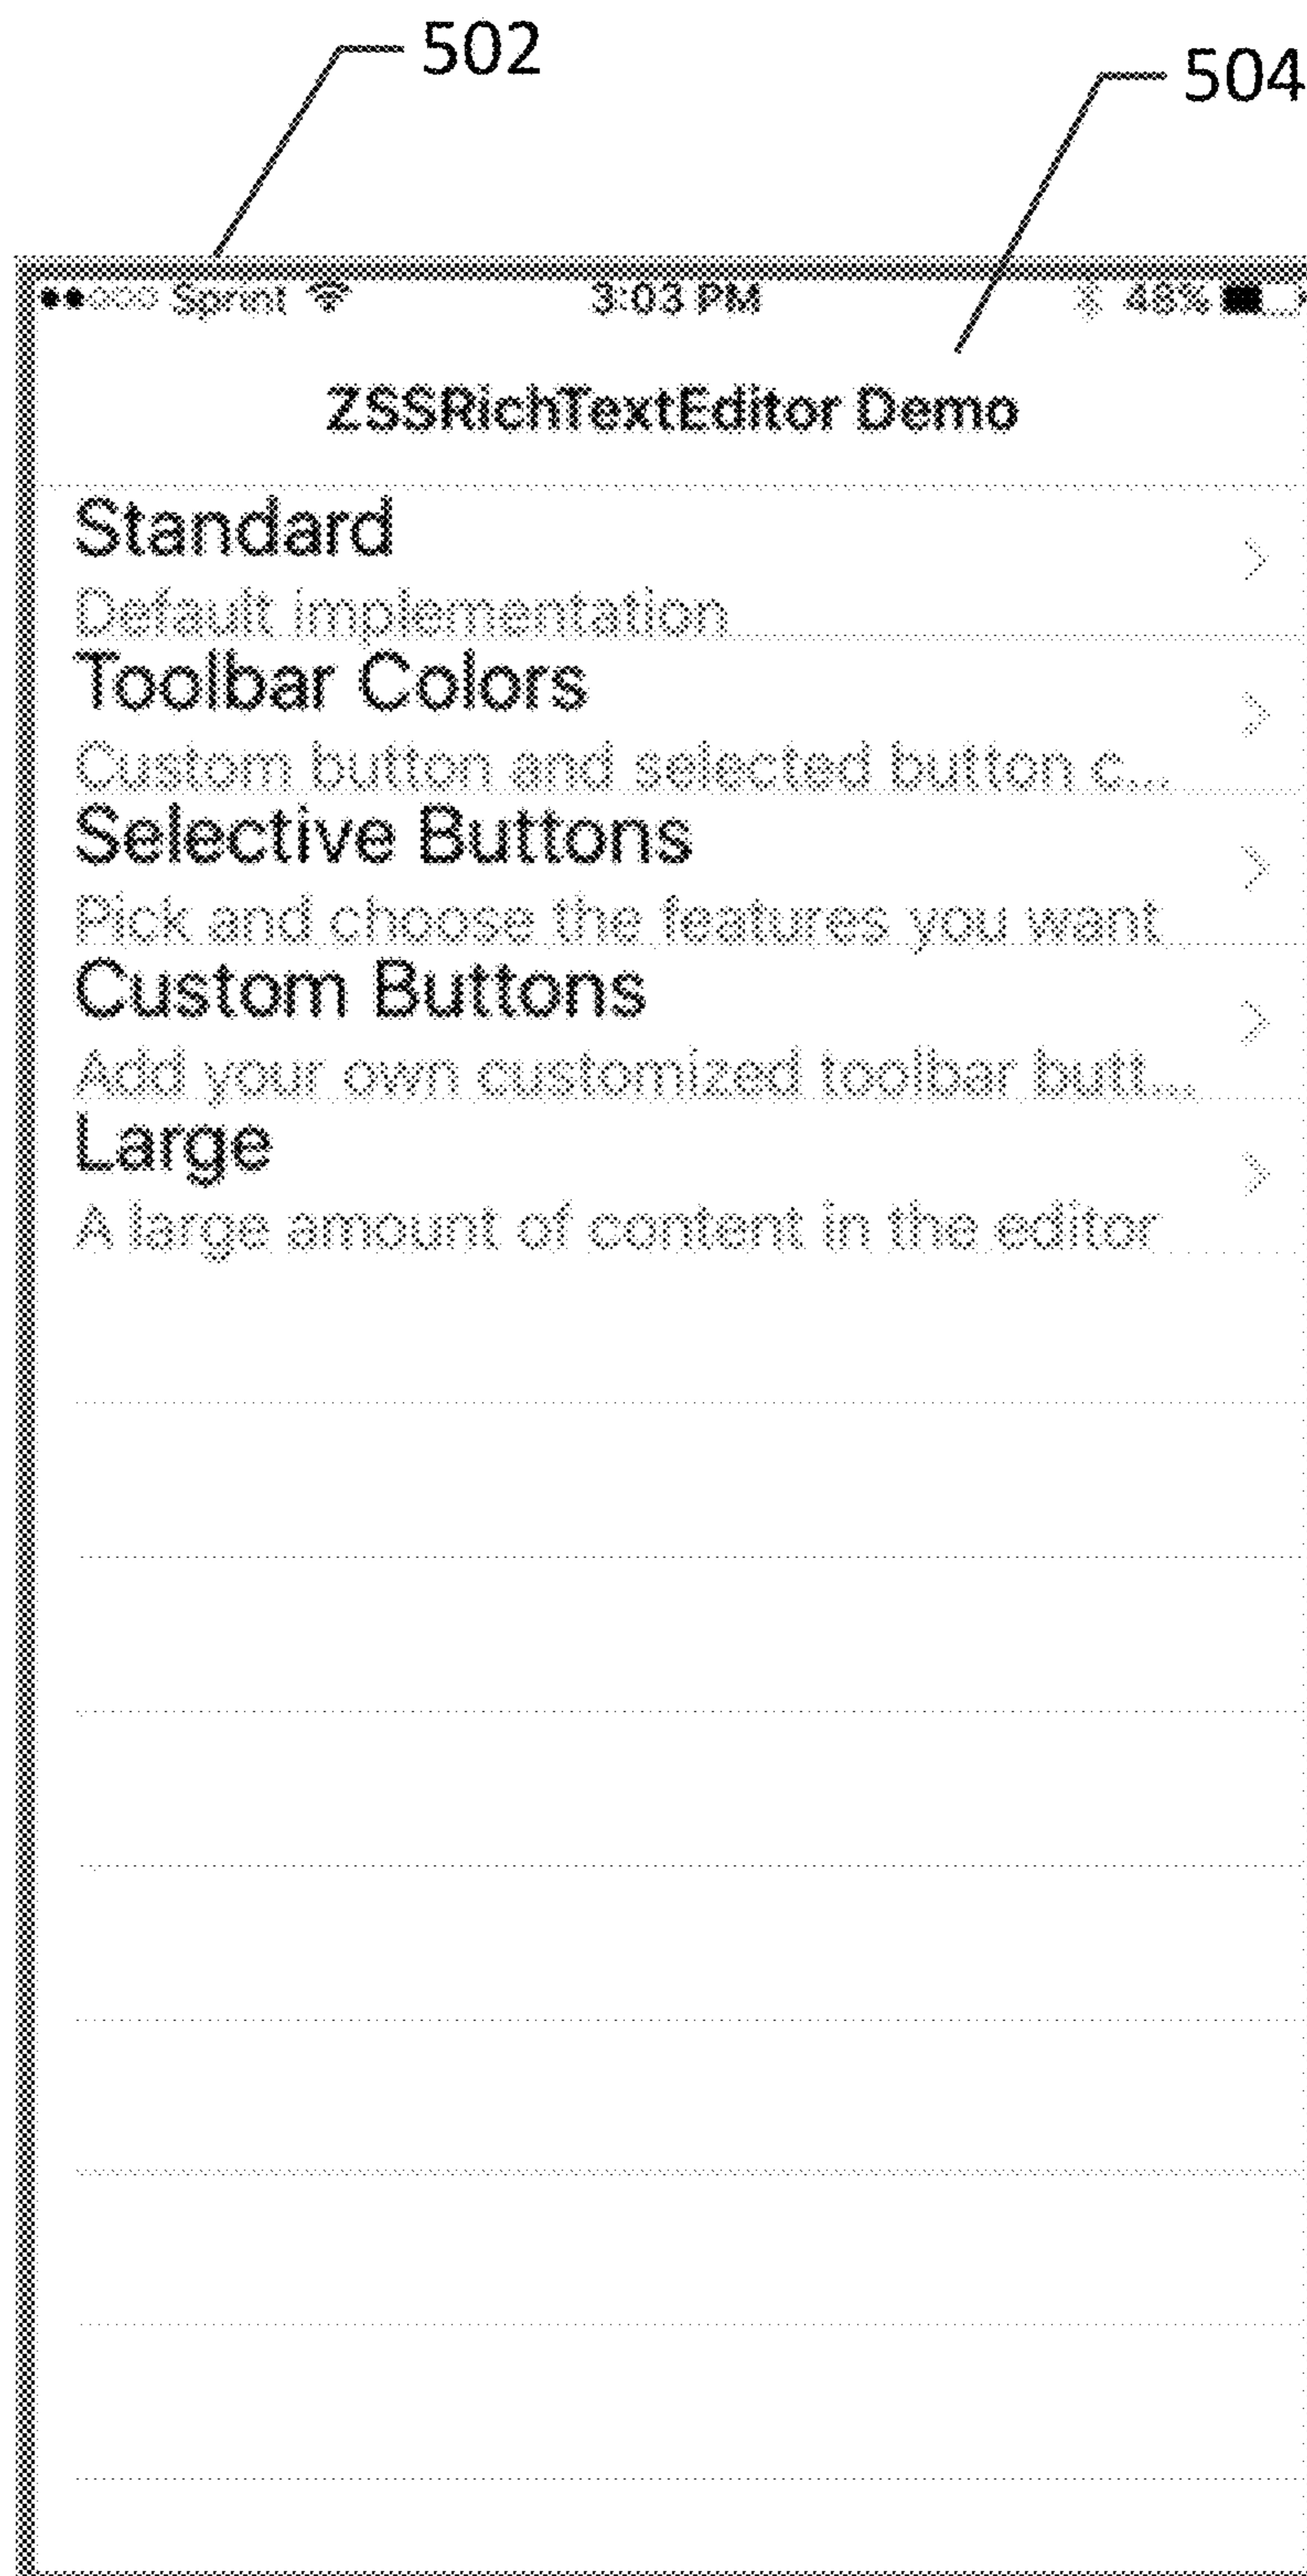 502
504
Sprint 3:03 PM 48%
ZSSRichTextEditor Demo
Standard
Default implementation
Toolbar Colors
Custom button and selected button c...
Selective Buttons
Pick and choose the features you want
Custom Buttons
Add your own customized toolbar butt...
Large
A large amount of content in the editor